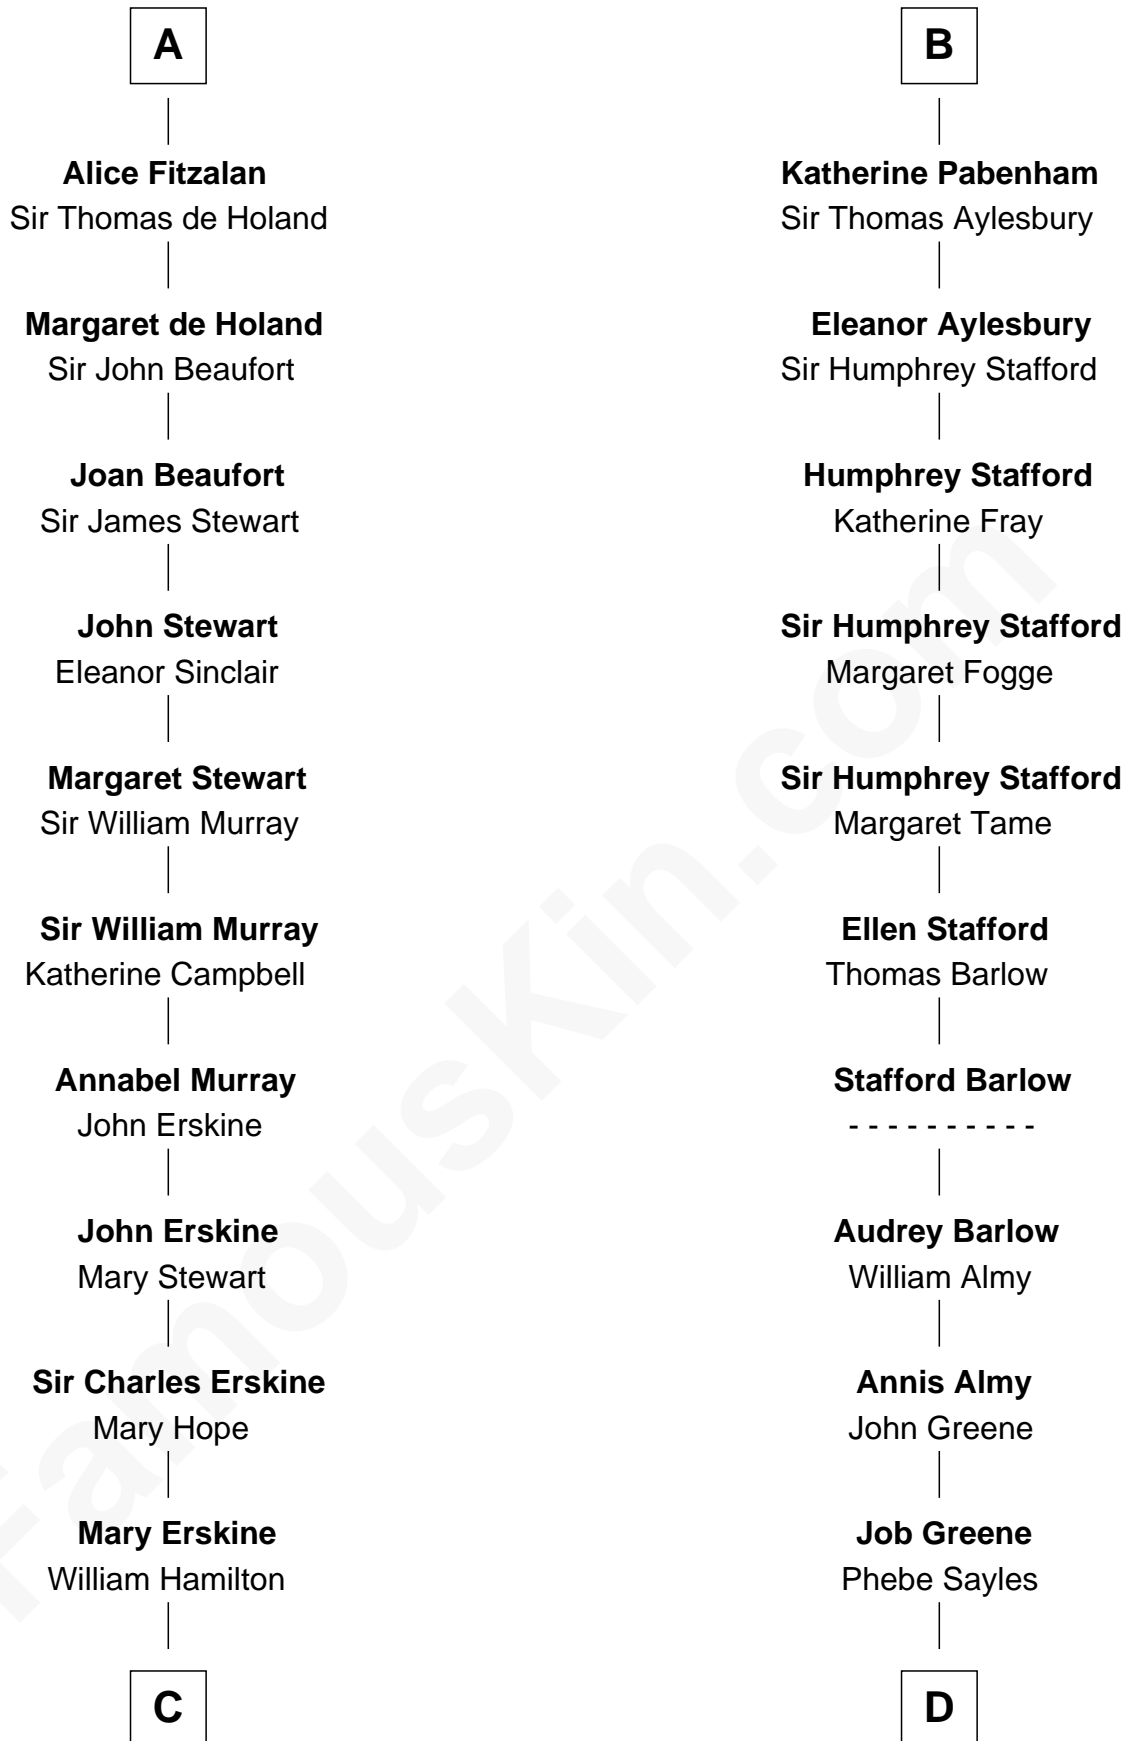 A
Alice Fitzalan
Sir Thomas de Holand
Margaret de Holand
Sir John Beaufort
Joan Beaufort
Sir James Stewart
John Stewart
Eleanor Sinclair
Margaret Stewart
Sir William Murray
Sir William Murray
Katherine Campbell
Annabel Murray
John Erskine
John Erskine
Mary Stewart
Sir Charles Erskine
Mary Hope
Mary Erskine
William Hamilton
C
B
Katherine Pabenham
Sir Thomas Aylesbury
Eleanor Aylesbury
Sir Humphrey Stafford
Humphrey Stafford
Katherine Fray
Sir Humphrey Stafford
Margaret Fogge
Sir Humphrey Stafford
Margaret Tame
Ellen Stafford
Thomas Barlow
Stafford Barlow
- - - - - - - - - -
Audrey Barlow
William Almy
Annis Almy
John Greene
Job Greene
Phebe Sayles
D
FamousKin.com